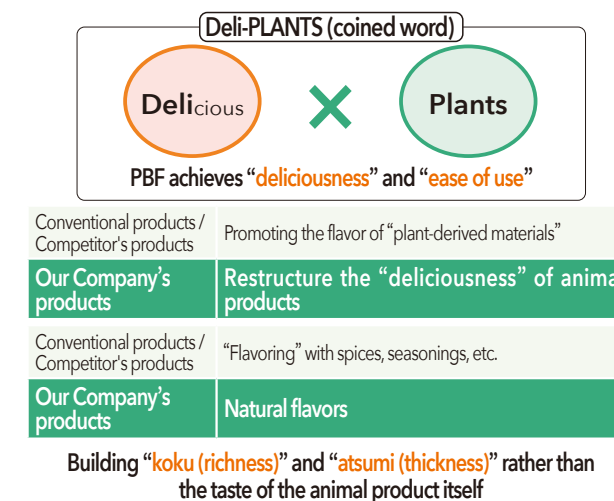 Deli-PLANTS (coined word)
Delicious × Plants
PBF achieves “deliciousness” and “ease of use”
Conventional products /
Competitor's products
Promoting the flavor of “plant-derived materials”
Our Company’s
products
Restructure the “deliciousness” of anima
products
Conventional products /
Competitor's products
“Flavoring” with spices, seasonings, etc.
Our Company’s
products
Natural flavors
Building “koku (richness)” and “atsumi (thickness)” rather than
the taste of the animal product itself